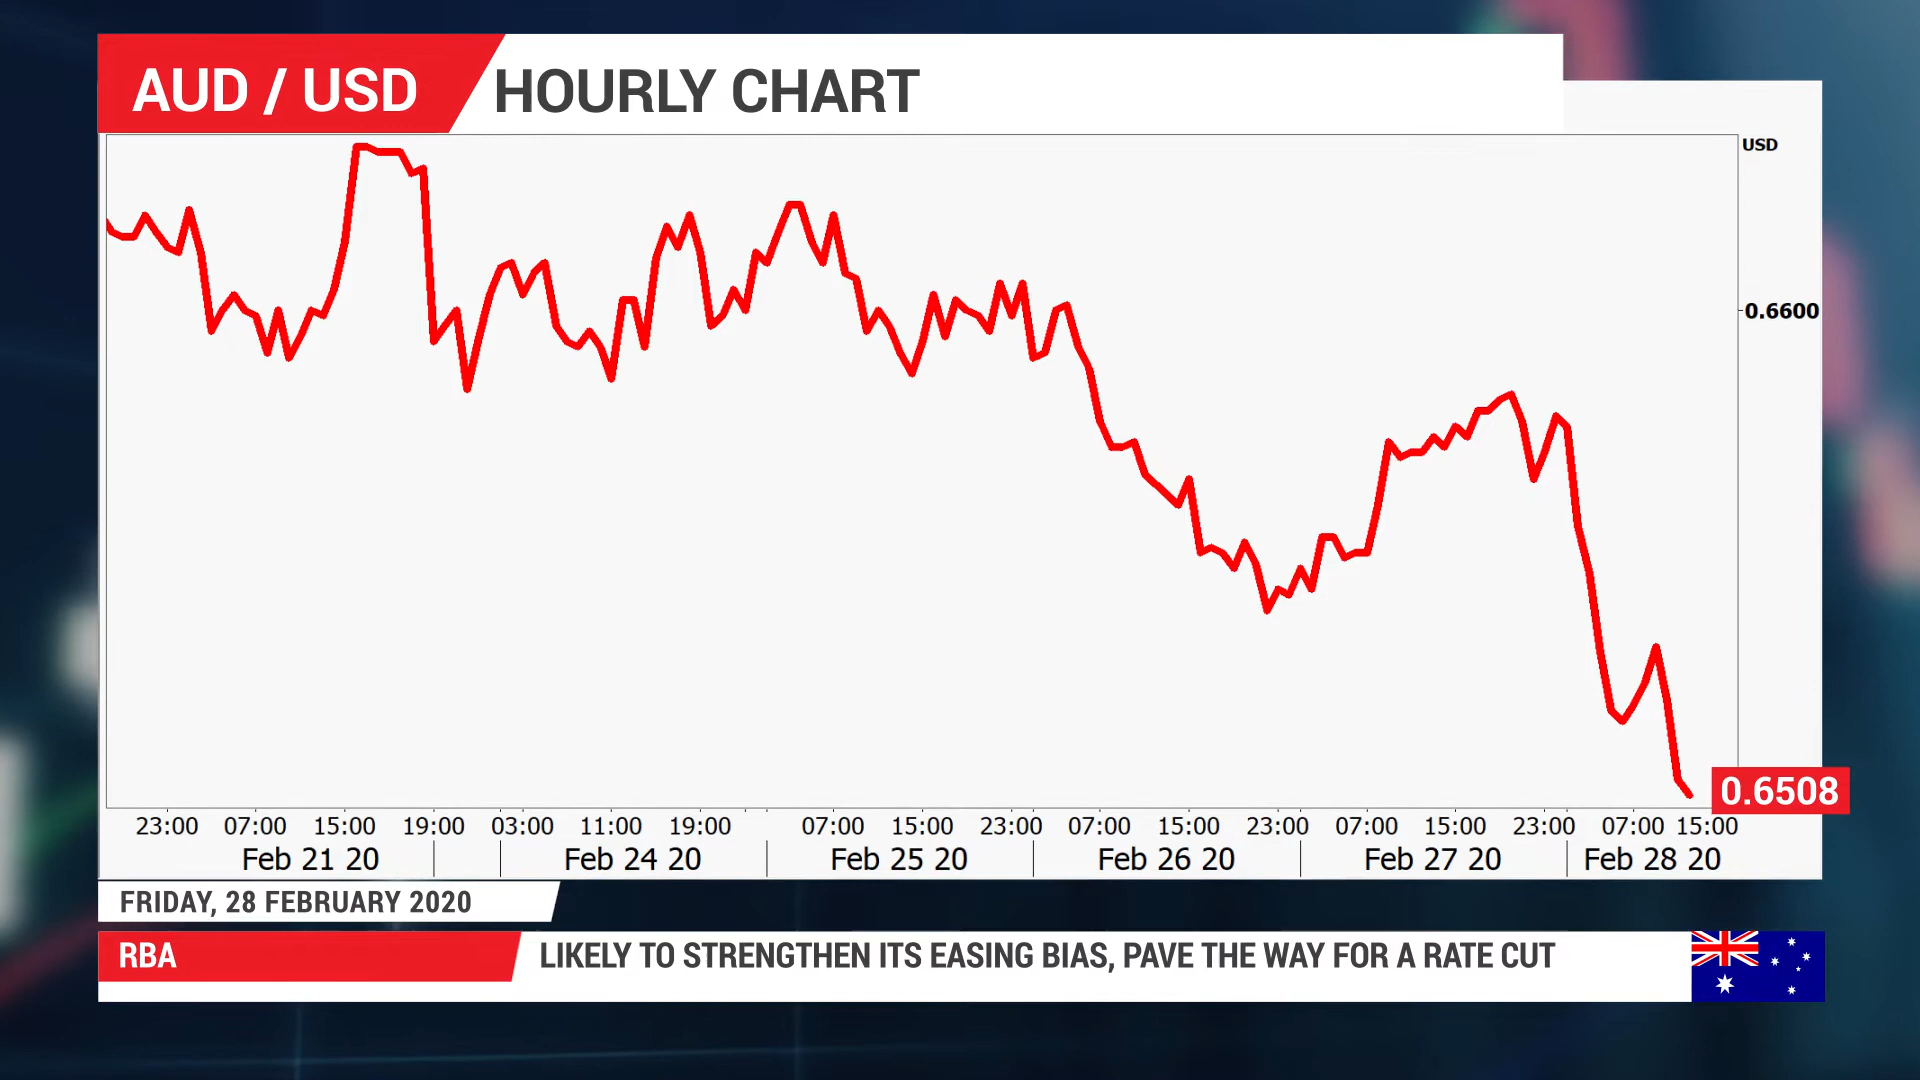 AUD / USD HOURLY CHART
USD
0.6600
0.6508
23:00 07:00 15:00 19:00 03:00 11:00 19:00 07:00 15:00 23:00 07:00 15:00 23:00 07:00 15:00 23:00 07:00 15:00
Feb 21 20 Feb 24 20 Feb 25 20 Feb 26 20 Feb 27 20 Feb 28 20
FRIDAY, 28 FEBRUARY 2020
RBA LIKELY TO STRENGTHEN ITS EASING BIAS, PAVE THE WAY FOR A RATE CUT